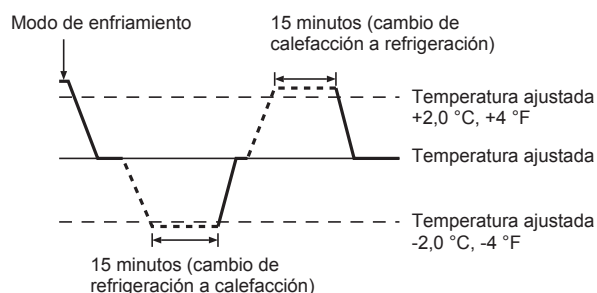 Modo de enfriamiento
15 minutos (cambio de
calefacción a refrigeración)
Temperatura ajustada
+2,0 °C, +4 °F
Temperatura ajustada
Temperatura ajustada
-2,0 °C, -4 °F
15 minutos (cambio de
refrigeración a calefacción)